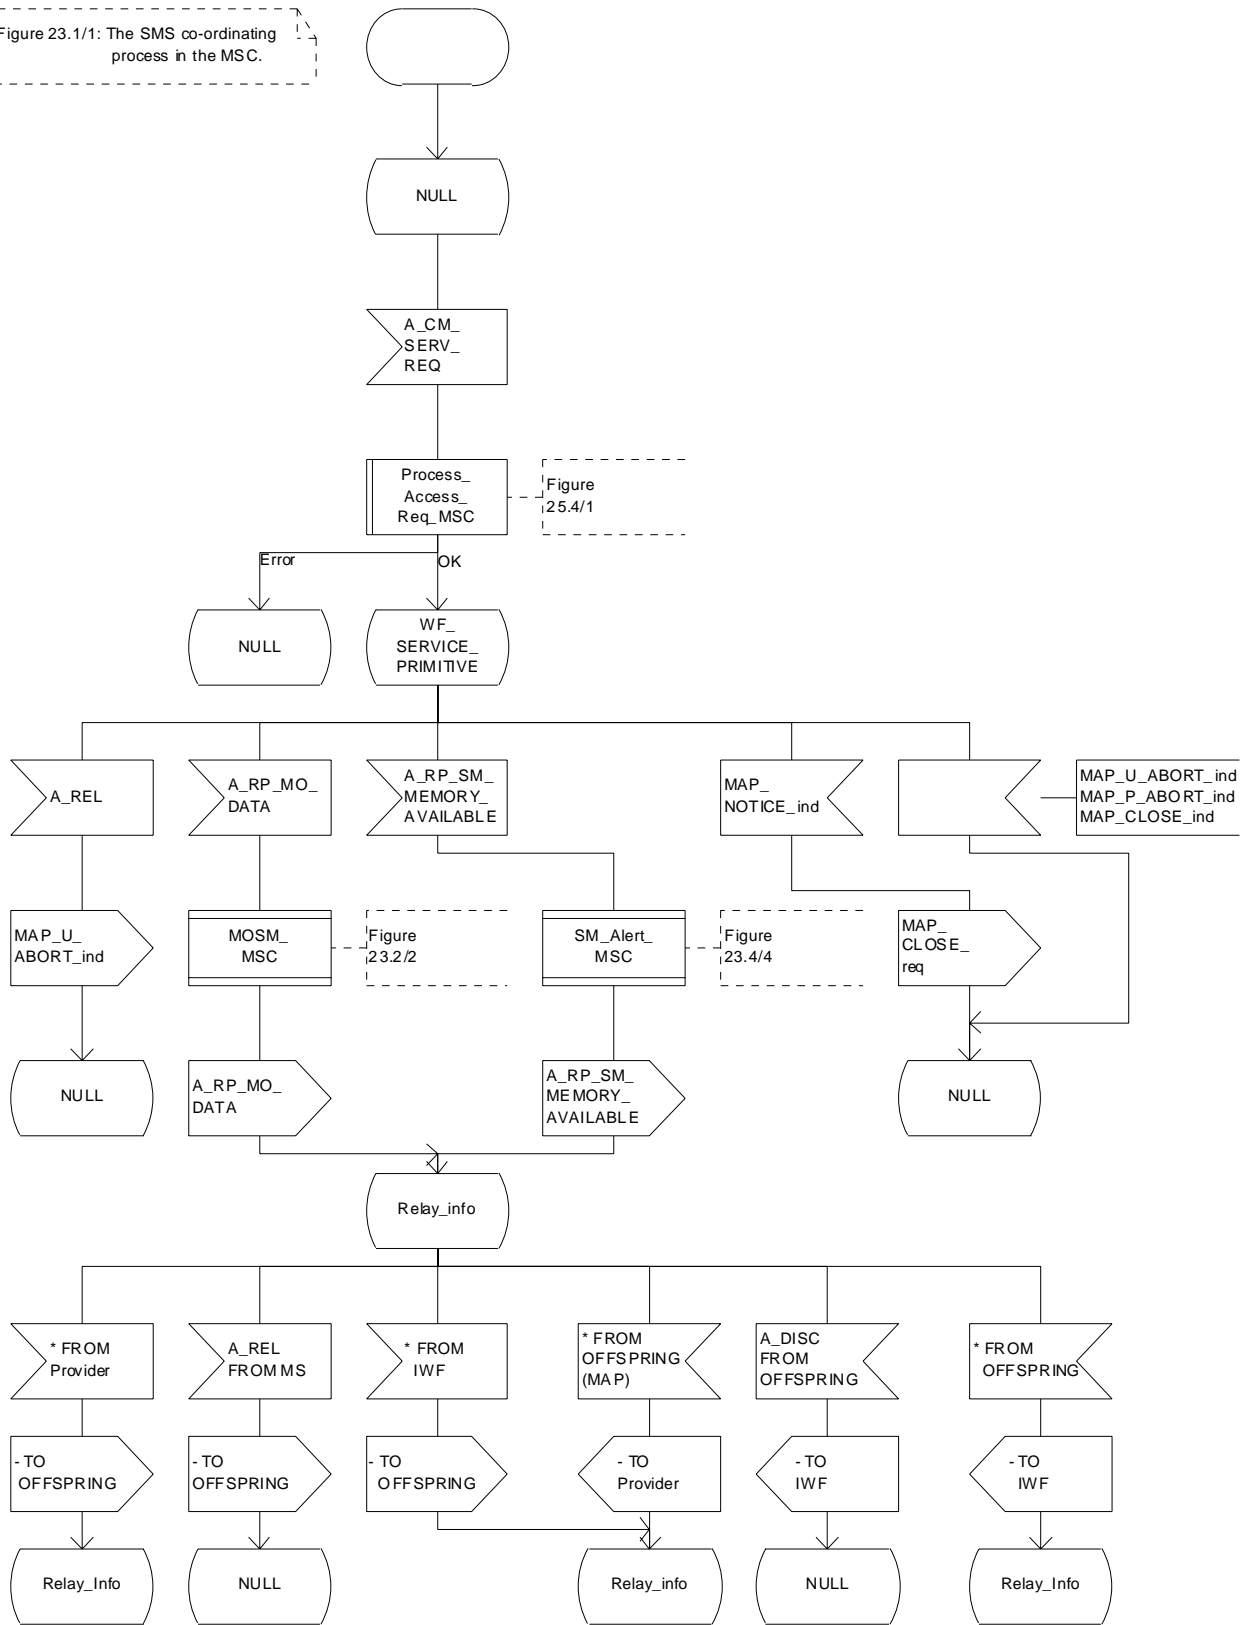 Figure 23.1/1: The SMS co-ordinating
process in the MSC.
NULL
A_CM_
SERV_
REQ
Process_
Access_
Req_MSC
Figure
25.4/1
Error
OK
NULL
WF_
SERVICE_
PRIMITIVE
A_REL
A_RP_MO_
DATA
A_RP_SM_
MEMORY_
AVAILABLE
MAP_
NOTICE_ind
MAP_U_ABORT_ind
MAP_P_ABORT_ind
MAP_CLOSE_ind
MAP_U_
ABORT_ind
MOSM_
MSC
Figure
23.2/2
SM_Alert_
MSC
Figure
23.4/4
MAP_
CLOSE_
req
NULL
A_RP_MO_
DATA
A_RP_SM_
MEMORY_
AVAILABLE
NULL
Relay_info
* FROM
Provider
A_REL
FROM MS
* FROM
IWF
* FROM
OFFSPRING
(MAP)
A_DISC
FROM
OFFSPRING
* FROM
OFFSPRING
- TO
OFFSPRING
- TO
OFFSPRING
- TO
OFFSPRING
- TO
Provider
- TO
IWF
- TO
IWF
Relay_Info
NULL
Relay_info
NULL
Relay_Info